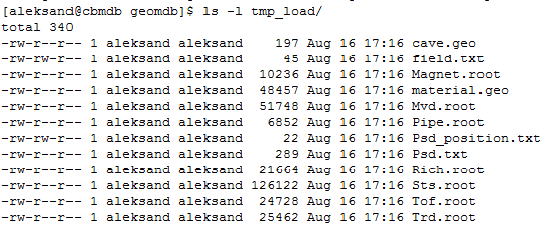 [aleksand@cbmdb geomdb]$ ls -l tmp_load/
total 340
-rw-r--r-- 1 aleksand aleksand    197 Aug 16 17:16 cave.geo
-rw-rw-r-- 1 aleksand aleksand     45 Aug 16 17:16 field.txt
-rw-r--r-- 1 aleksand aleksand  10236 Aug 16 17:16 Magnet.root
-rw-r--r-- 1 aleksand aleksand  48457 Aug 16 17:16 material.geo
-rw-r--r-- 1 aleksand aleksand  51748 Aug 16 17:16 Mvd.root
-rw-r--r-- 1 aleksand aleksand   6852 Aug 16 17:16 Pipe.root
-rw-rw-r-- 1 aleksand aleksand     22 Aug 16 17:16 Psd_position.txt
-rw-r--r-- 1 aleksand aleksand    289 Aug 16 17:16 Psd.txt
-rw-r--r-- 1 aleksand aleksand  21664 Aug 16 17:16 Rich.root
-rw-r--r-- 1 aleksand aleksand 126122 Aug 16 17:16 Sts.root
-rw-r--r-- 1 aleksand aleksand  24728 Aug 16 17:16 Tof.root
-rw-r--r-- 1 aleksand aleksand  25462 Aug 16 17:16 Trd.root